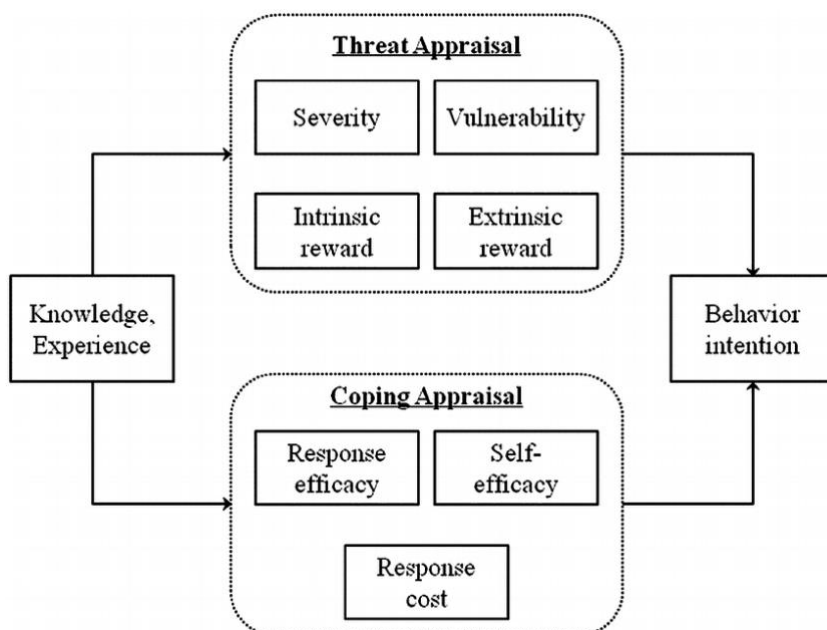 Threat Appraisal
Severity
Vulnerability
Intrinsic
reward
Extrinsic
reward
Knowledge,
Experience
Behavior
intention
Coping Appraisal
Response
efficacy
Self-
efficacy
Response
cost